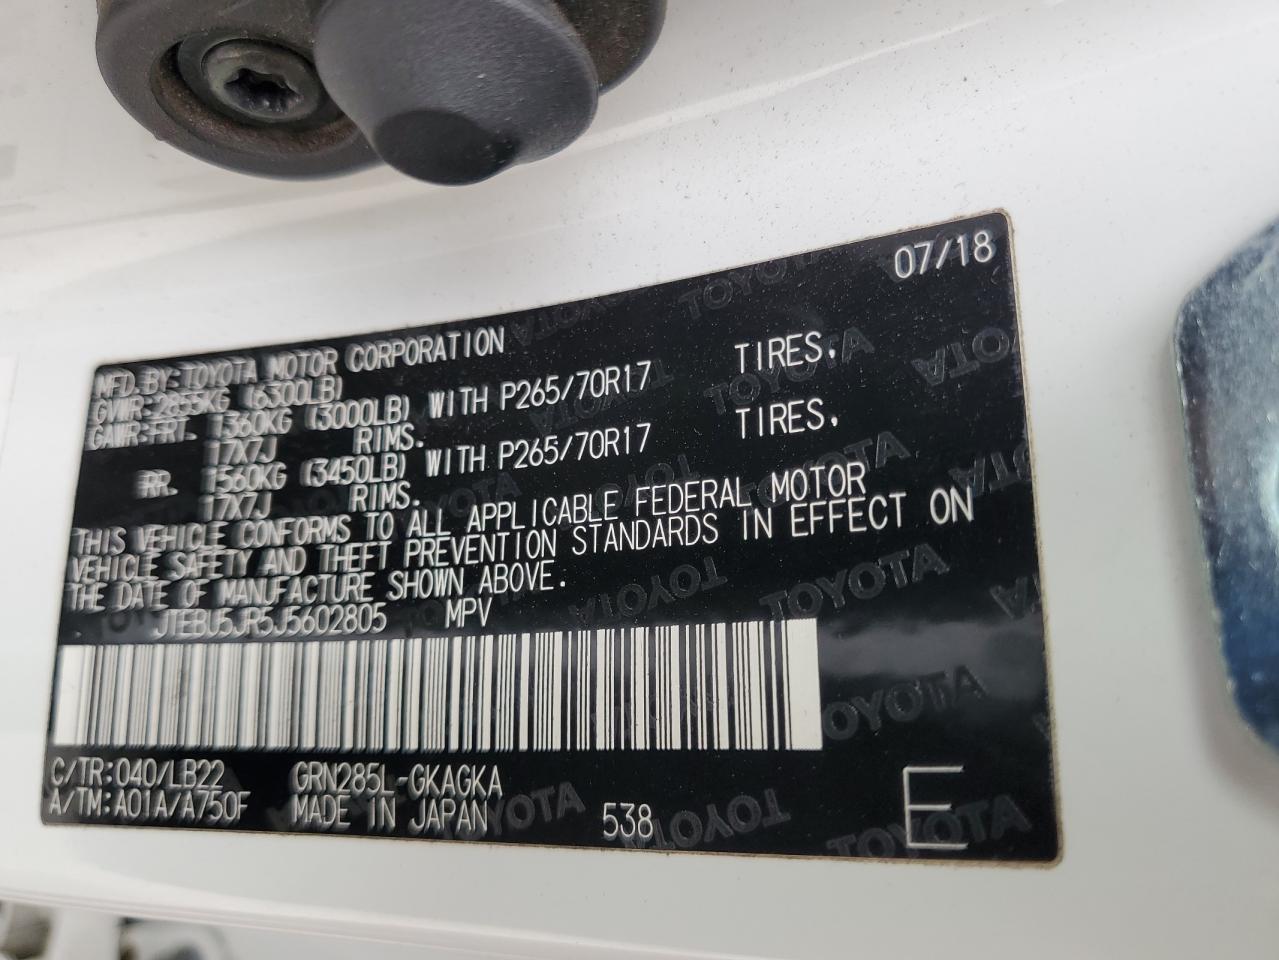 07/18
MFD. BY: TOYOTA MOTOR CORPORATION
GVWR: 2855KG (6300LB)
GAWR: FRT. 1360KG (3000LB) WITH P265/70R17 TIRES,
17X7J RIMS.
RR. 1560KG (3450LB) WITH P265/70R17 TIRES,
17X7J RIMS.
THIS VEHICLE CONFORMS TO ALL APPLICABLE FEDERAL MOTOR
VEHICLE SAFETY AND THEFT PREVENTION STANDARDS IN EFFECT ON
THE DATE OF MANUFACTURE SHOWN ABOVE.
JTEBU5JR5J5602805 MPV
C/TR: 040/LB22 GRN285L-GKAGKA
A/TM: A01A/A750F MADE IN JAPAN 538
E